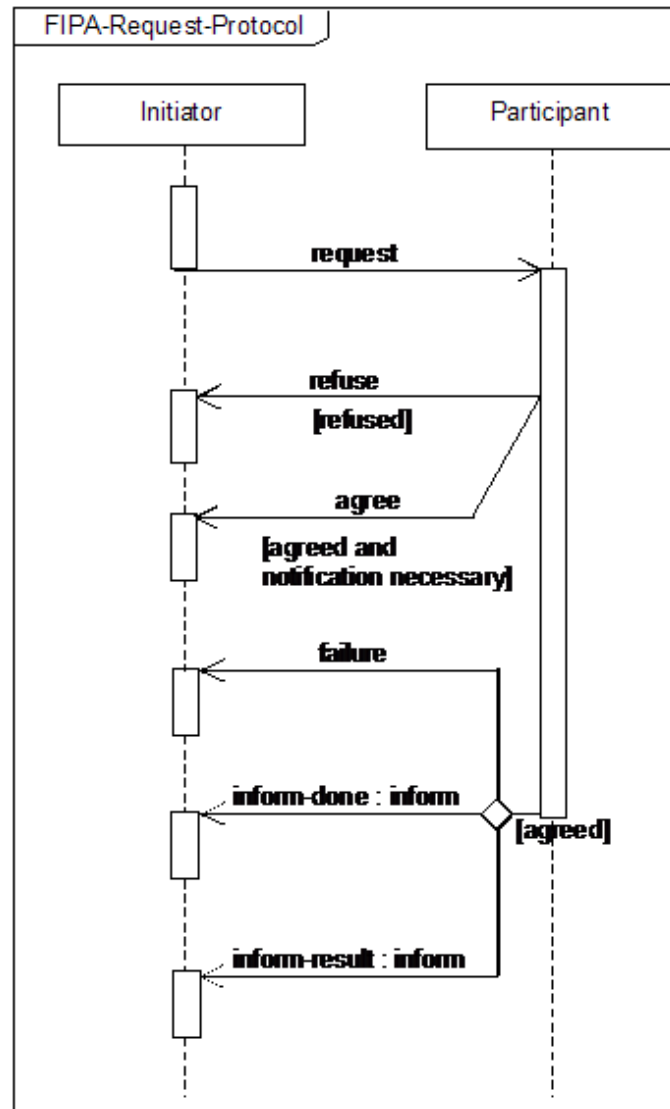 FIPA-Request-Protocol
Initiator
Participant
request
refuse
[refused]
agree
[agreed and
notification necessary]
failure
inform-done : inform
[agreed]
inform-result : inform